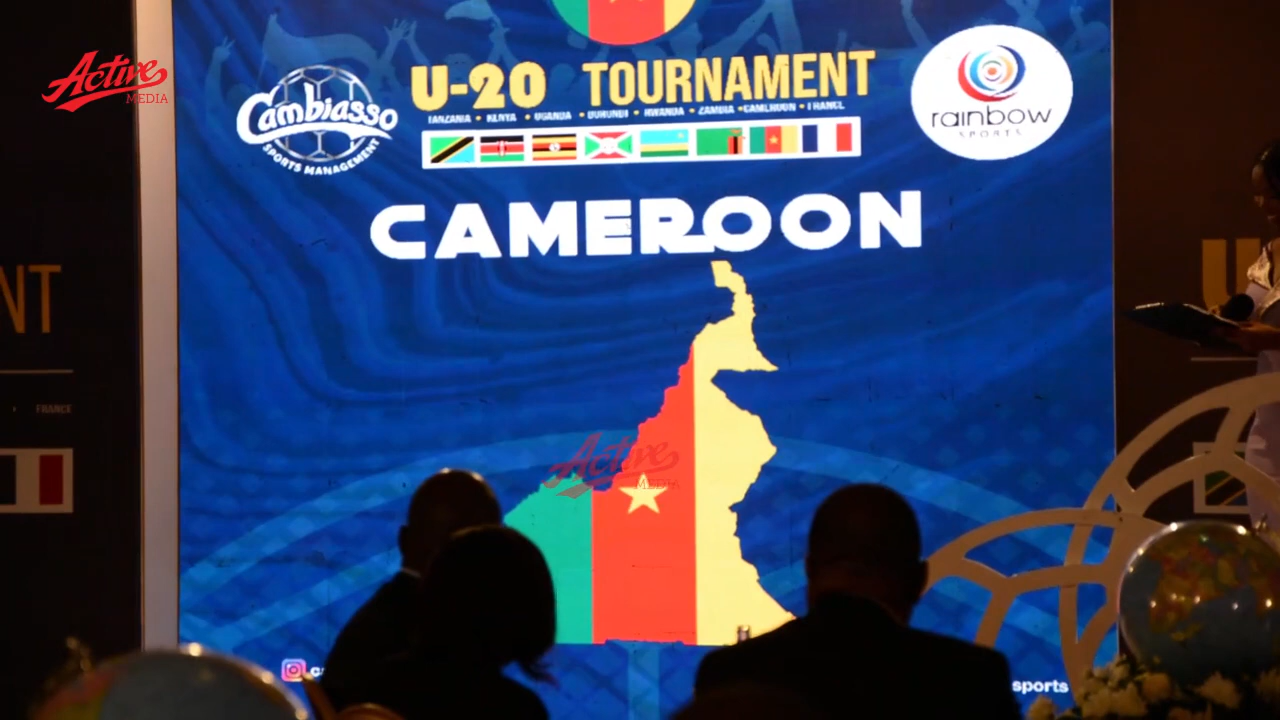 Active
MEDIA
Cambiasso
SPORTS MANAGEMENT
U-20 TOURNAMENT
TANZANIA • KENYA • UGANDA • BURUNDI • RWANDA • ZAMBIA • CAMEROON • FRANCE
rainbow
SPORTS
CAMEROON
NT
FRANCE
U
Active
MEDIA
sports